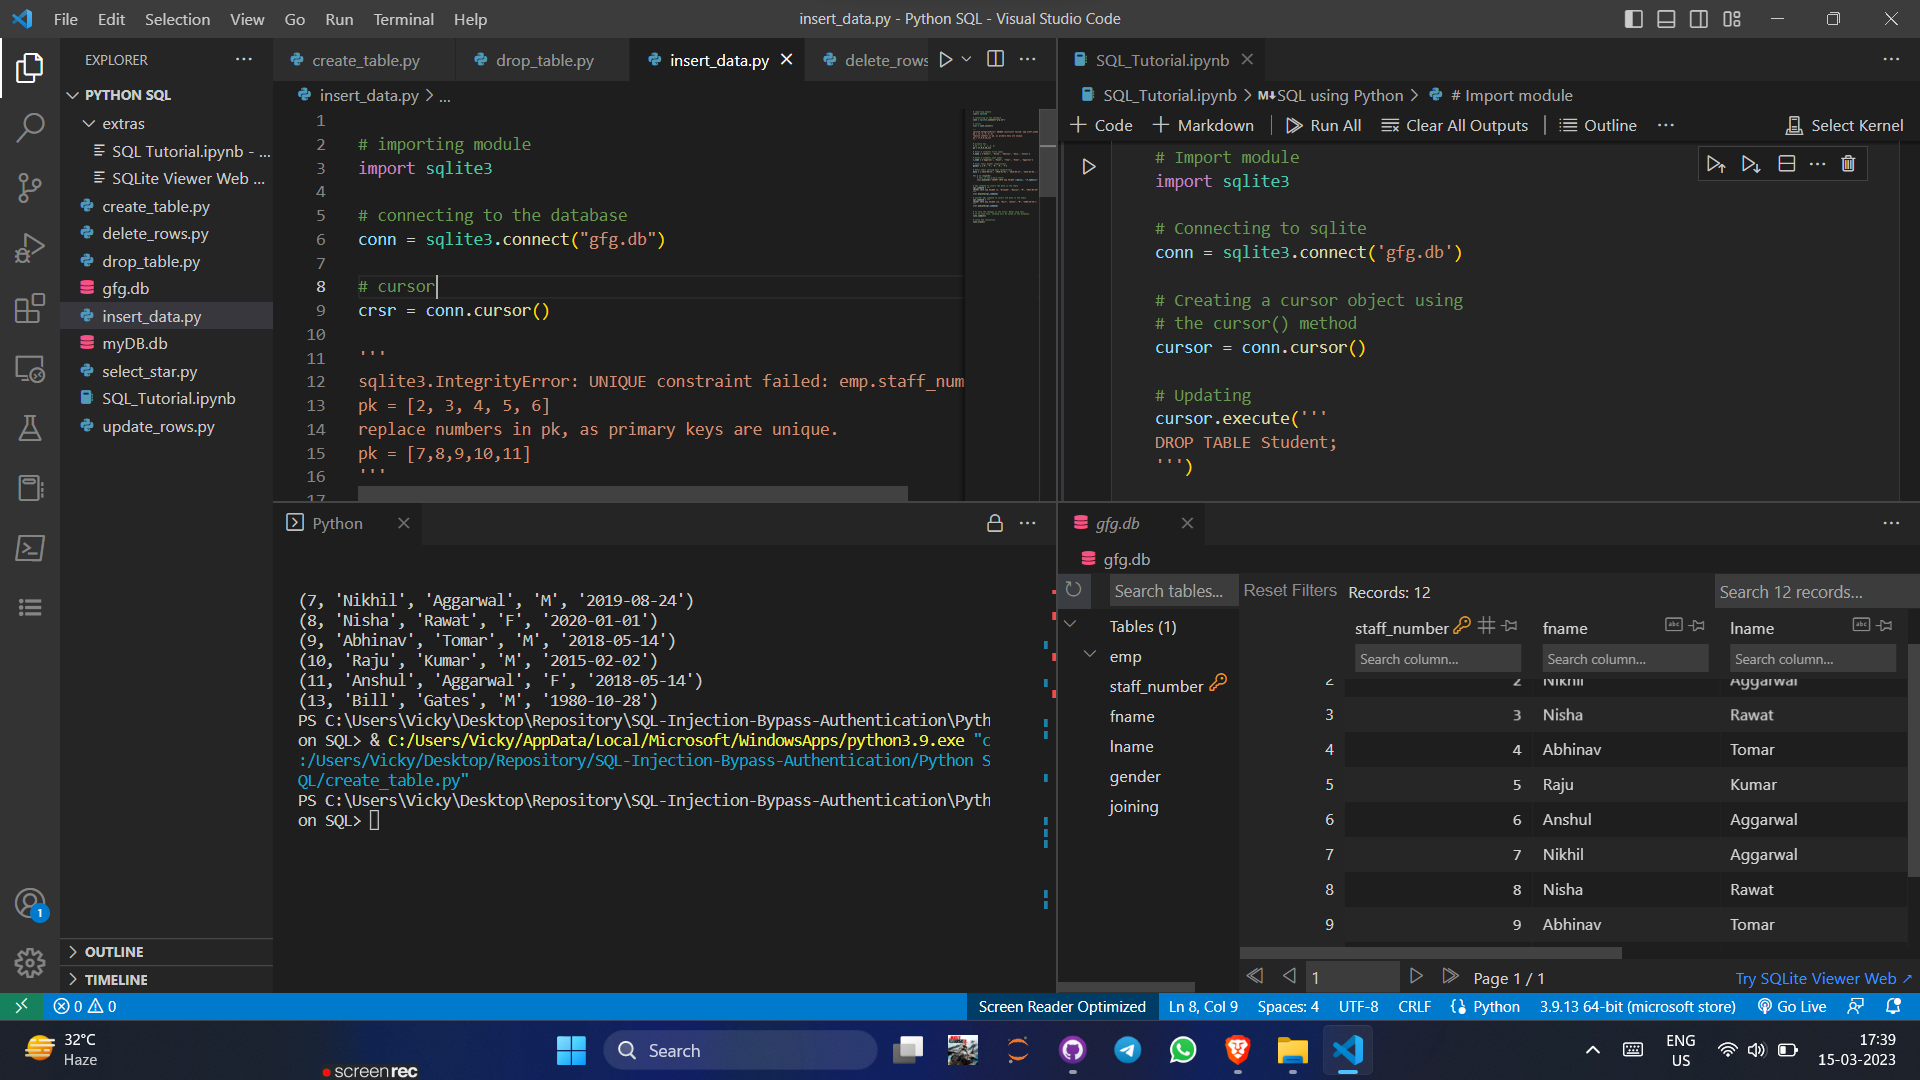 File Edit Selection View Go Run Terminal Help
insert_data.py - Python SQL - Visual Studio Code
EXPLORER
PYTHON SQL
extras
SQL Tutorial.ipynb - ...
SQLite Viewer Web ...
create_table.py
delete_rows.py
drop_table.py
gfg.db
insert_data.py
myDB.db
select_star.py
SQL_Tutorial.ipynb
update_rows.py
OUTLINE
TIMELINE
create_table.py drop_table.py insert_data.py delete_rows
insert_data.py > ...
1
2 # importing module
3 import sqlite3
4
5 # connecting to the database
6 conn = sqlite3.connect("gfg.db")
7
8 # cursor
9 crsr = conn.cursor()
10
11 '''
12 sqlite3.IntegrityError: UNIQUE constraint failed: emp.staff_num
13 pk = [2, 3, 4, 5, 6]
14 replace numbers in pk, as primary keys are unique.
15 pk = [7,8,9,10,11]
16 '''
17
SQL_Tutorial.ipynb
SQL_Tutorial.ipynb > M↓SQL using Python > # Import module
+ Code + Markdown Run All Clear All Outputs Outline ... Select Kernel
# Import module
import sqlite3
# Connecting to sqlite
conn = sqlite3.connect('gfg.db')
# Creating a cursor object using
# the cursor() method
cursor = conn.cursor()
# Updating
cursor.execute('''
DROP TABLE Student;
''')
Python
(7, 'Nikhil', 'Aggarwal', 'M', '2019-08-24')
(8, 'Nisha', 'Rawat', 'F', '2020-01-01')
(9, 'Abhinav', 'Tomar', 'M', '2018-05-14')
(10, 'Raju', 'Kumar', 'M', '2015-02-02')
(11, 'Anshul', 'Aggarwal', 'F', '2018-05-14')
(13, 'Bill', 'Gates', 'M', '1980-10-28')
PS C:\Users\Vicky\Desktop\Repository\SQL-Injection-Bypass-Authentication\Pyth
on SQL> & C:/Users/Vicky/AppData/Local/Microsoft/WindowsApps/python3.9.exe "c
:/Users/Vicky/Desktop/Repository/SQL-Injection-Bypass-Authentication/Python S
QL/create_table.py"
PS C:\Users\Vicky\Desktop\Repository\SQL-Injection-Bypass-Authentication\Pyth
on SQL>
gfg.db
gfg.db
Search tables... Reset Filters Records: 12 Search 12 records...
Tables (1)
emp
staff_number
fname
lname
gender
joining
staff_number fname lname
Search column... Search column... Search column...
2 2 Nikhil Aggarwal
3 3 Nisha Rawat
4 4 Abhinav Tomar
5 5 Raju Kumar
6 6 Anshul Aggarwal
7 7 Nikhil Aggarwal
8 8 Nisha Rawat
9 9 Abhinav Tomar
1 Page 1 / 1 Try SQLite Viewer Web ↗
1
0 0 Screen Reader Optimized Ln 8, Col 9 Spaces: 4 UTF-8 CRLF Python 3.9.13 64-bit (microsoft store) Go Live
32°C
Haze
screenrec
Search
ENG
US
17:39
15-03-2023